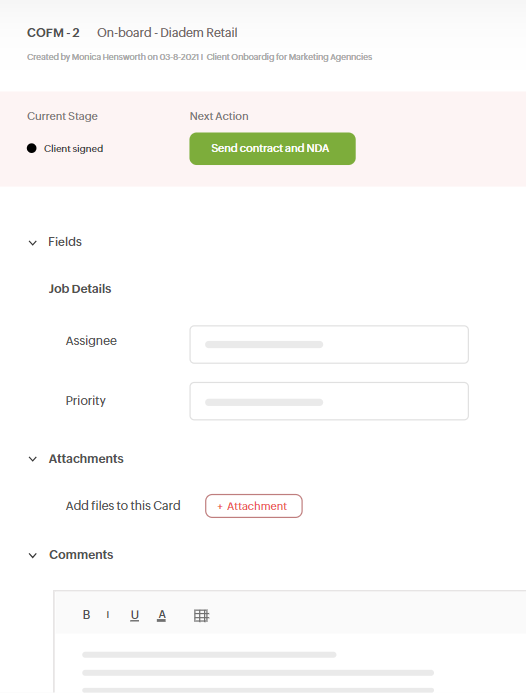 COFM - 2 On-board - Diadem Retail
Created by Monica Hensworth on 03-8-2021 I Client Onboardig for Marketing Agenncies
Current Stage Next Action
Client signed Send contract and NDA
Fields
Job Details
Assignee
Priority
Attachments
Add files to this Card + Attachment
Comments
B I U A